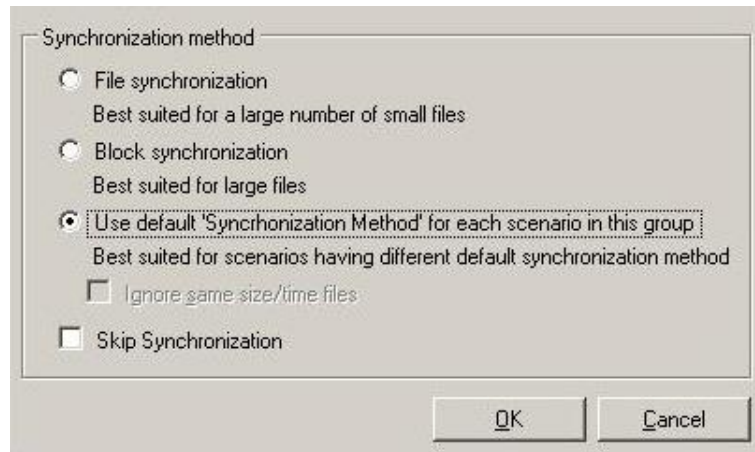 Synchronization method
File synchronization
Best suited for a large number of small files
Block synchronization
Best suited for large files
Use default 'Syncrhonization Method' for each scenario in this group
Best suited for scenarios having different default synchronization method
Ignore same size/time files
Skip Synchronization
OK Cancel